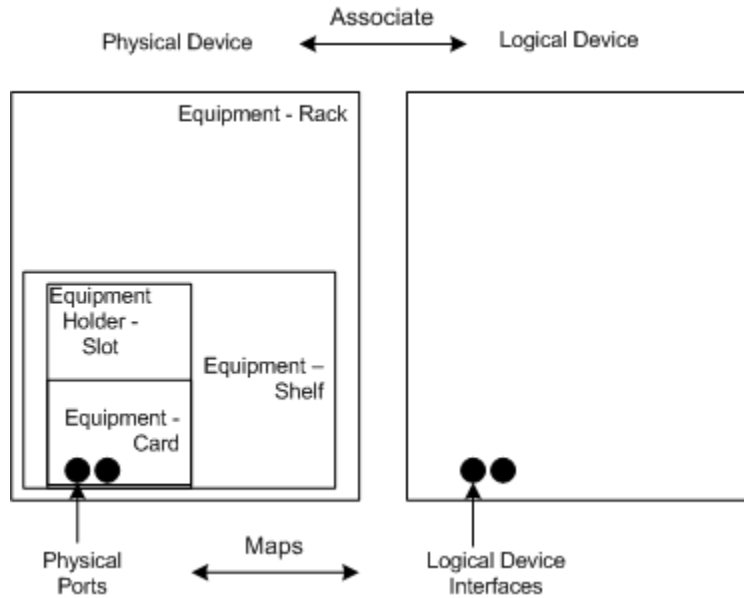 Associate
Physical Device
Logical Device
Equipment - Rack
Equipment
Holder -
Slot
Equipment –
Shelf
Equipment -
Card
Maps
Physical
Ports
Logical Device
Interfaces